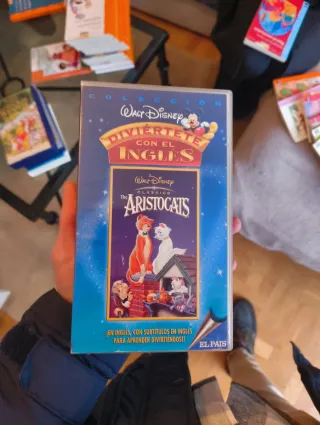 COLECCIÓN
Walt Disney
DIVIÉRTETE
CON EL
INGLÉS
Walt Disney
CLASSICS
The
ARISTOCATS
¡EN INGLÉS, CON SUBTÍTULOS EN INGLÉS
PARA APRENDER DIVIRTIÉNDOSE!
EL PAIS